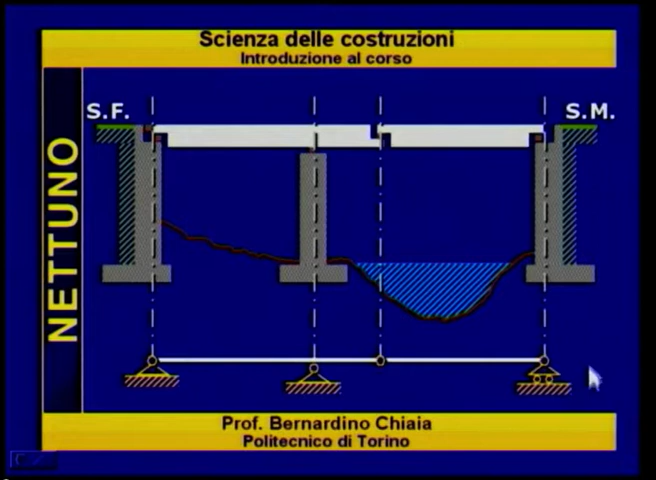 Scienza delle costruzioni
Introduzione al corso
S.F.
S.M.
NETTUNO
Prof. Bernardino Chiaia
Politecnico di Torino